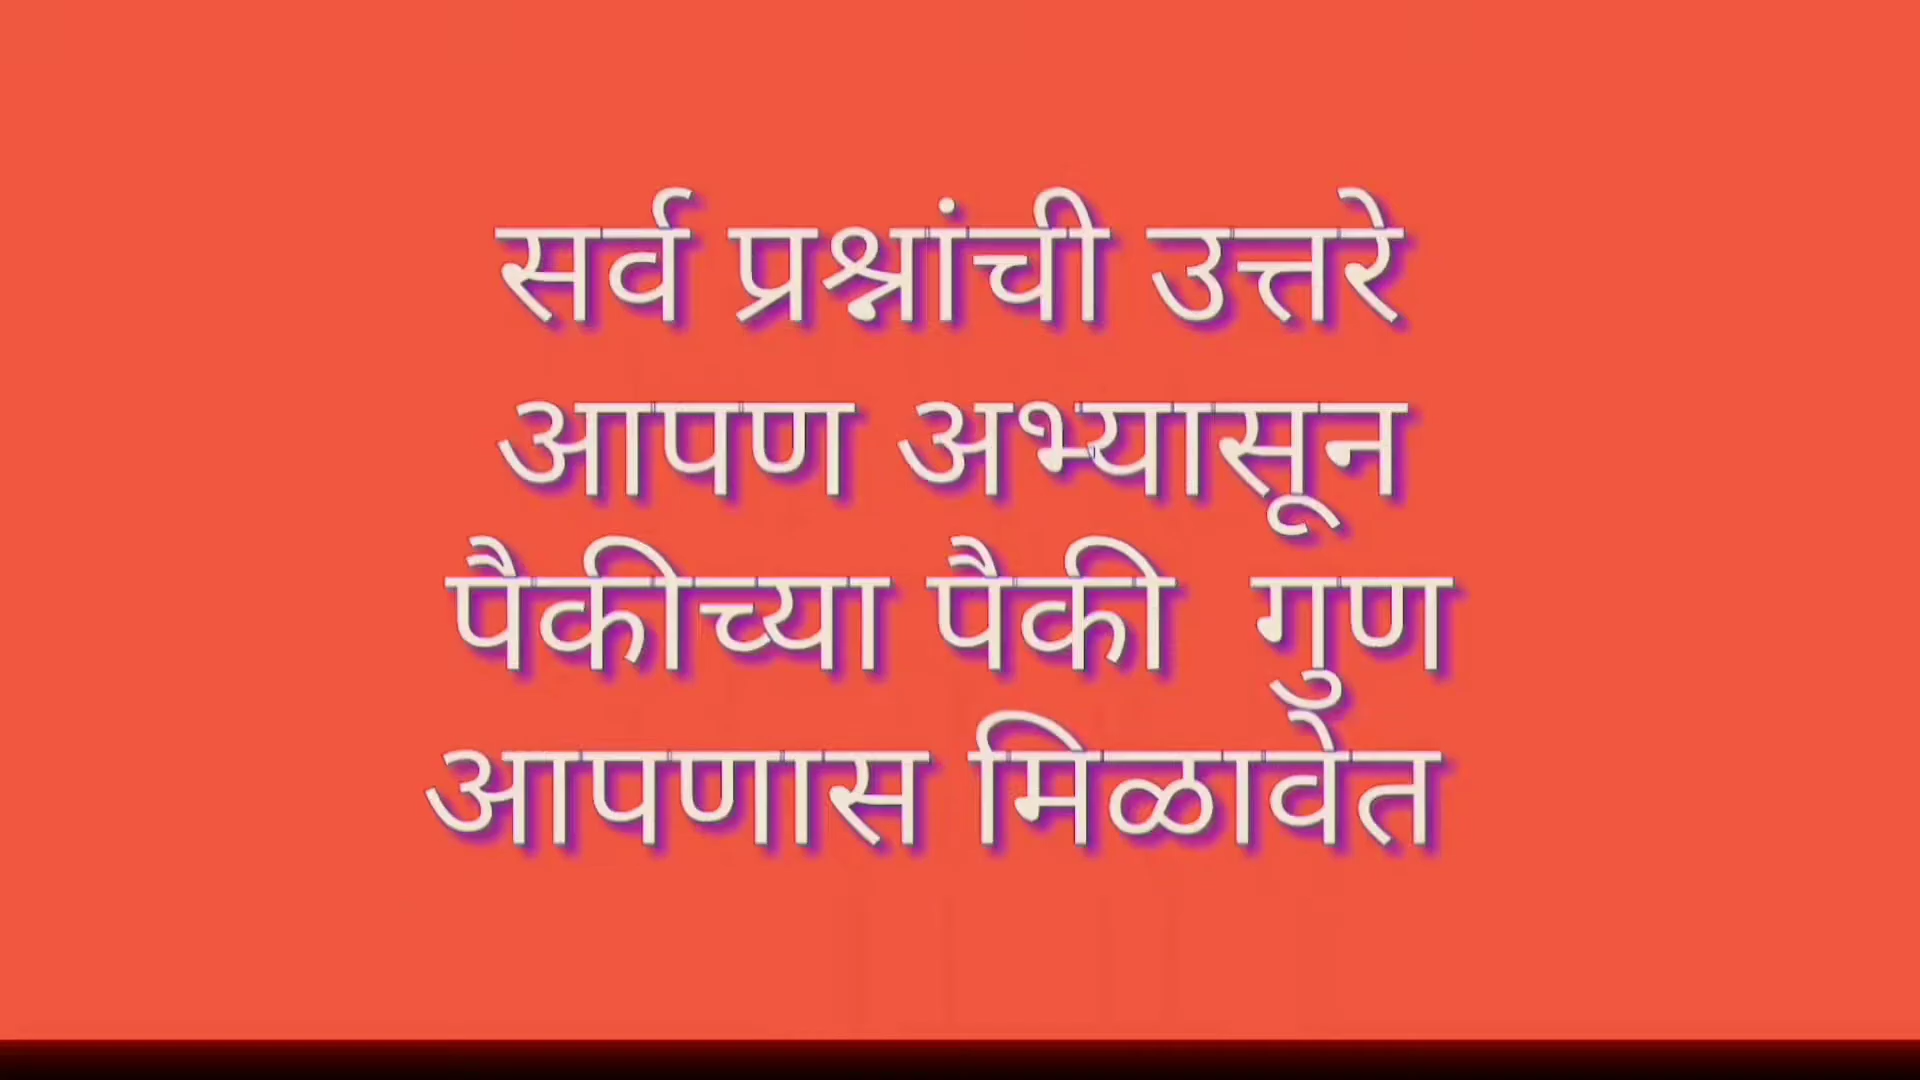 सर्व प्रश्नांची उत्तरे
आपण अभ्यासून
पैकीच्या पैकी गुण
आपणास मिळावेत